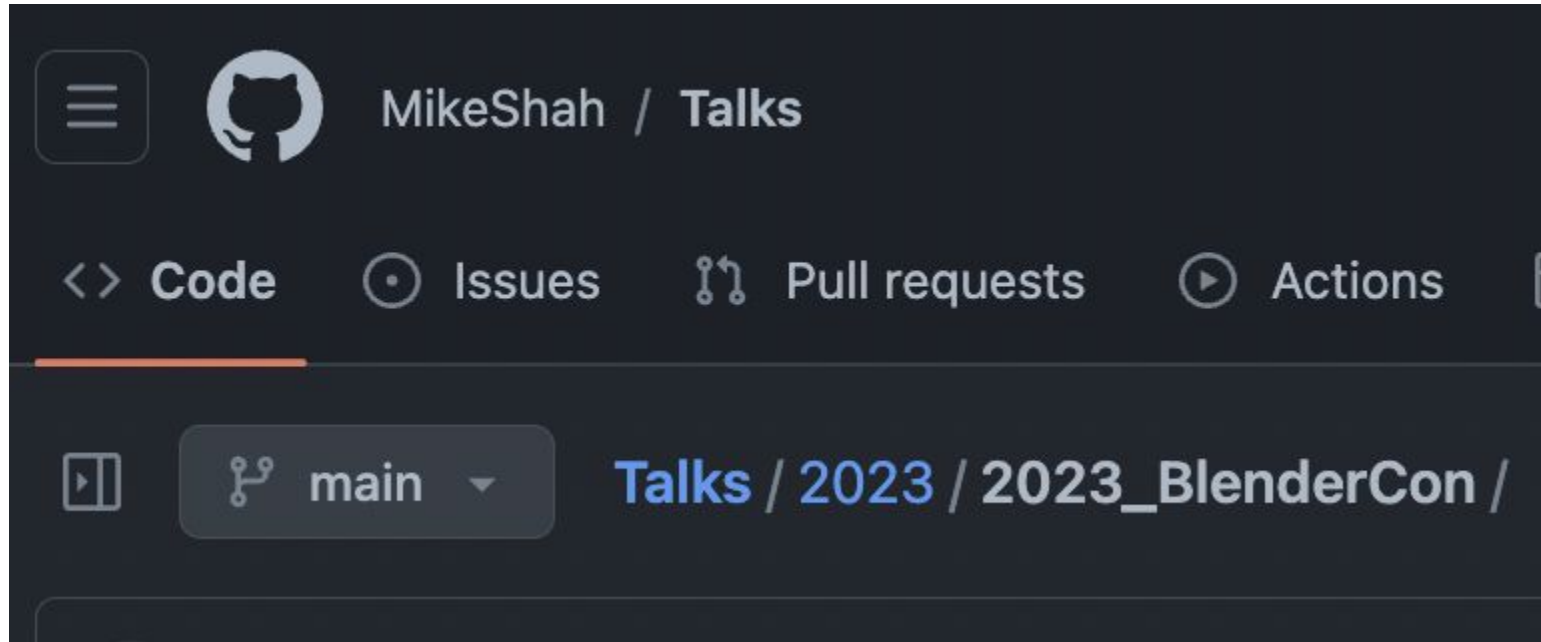 MikeShah / Talks
Code Issues Pull requests Actions
main Talks / 2023 / 2023_BlenderCon /